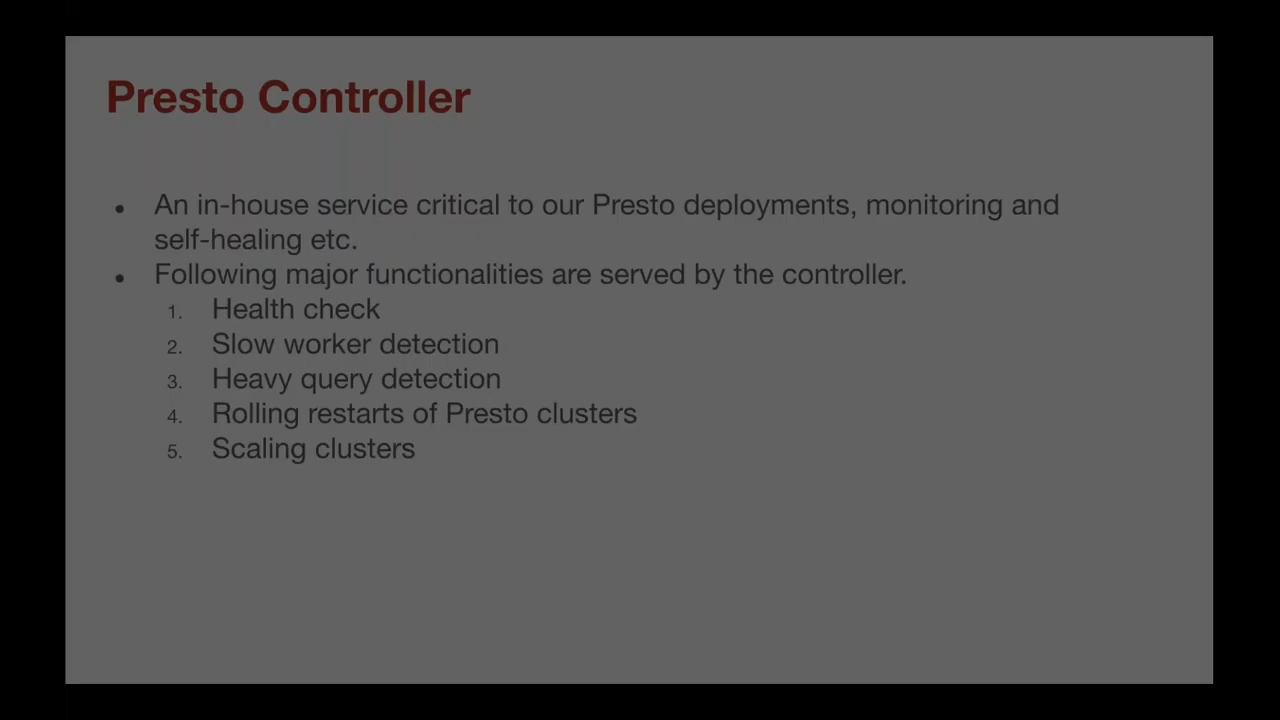 Presto Controller
• An in-house service critical to our Presto deployments, monitoring and
self-healing etc.
• Following major functionalities are served by the controller.
1. Health check
2. Slow worker detection
3. Heavy query detection
4. Rolling restarts of Presto clusters
5. Scaling clusters